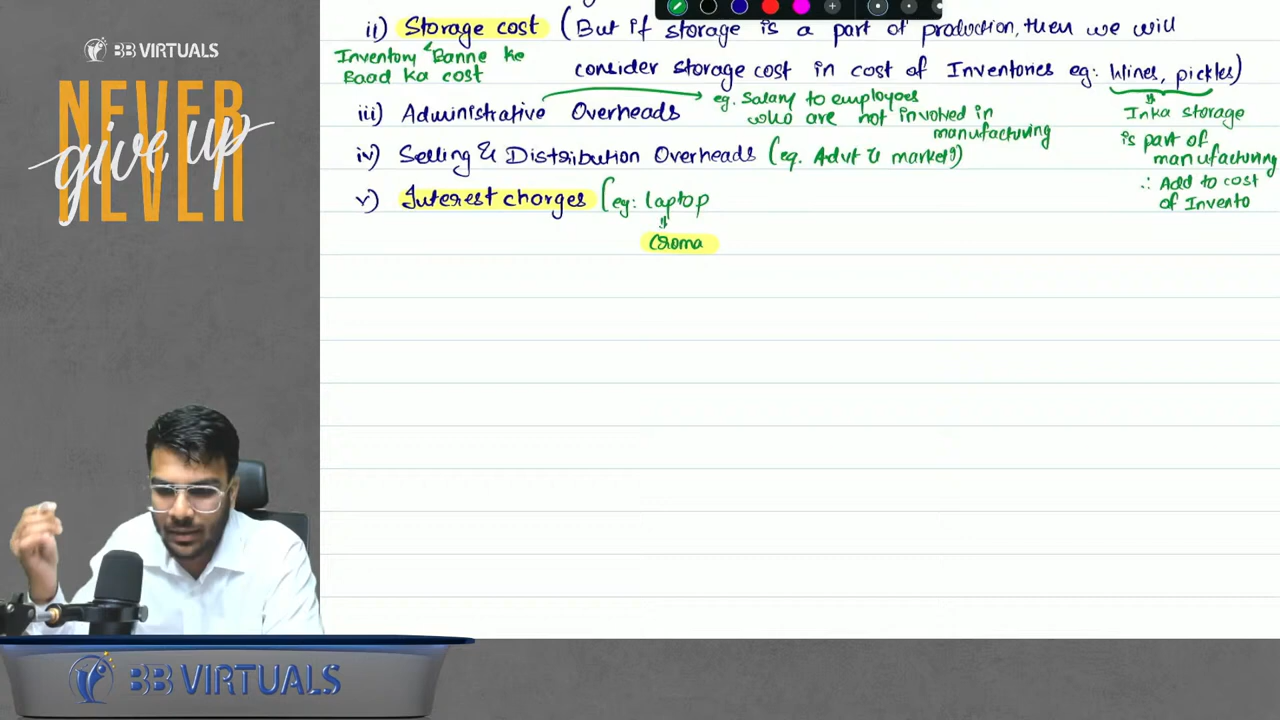 BB VIRTUALS
NEVER
give up
NEVER
ii) Storage cost (But if storage is a part of production, then we will
Inventory Banne ke
Baad ka cost
consider storage cost in cost of Inventories eg: Wines, pickles)
iii) Administrative Overheads
eg. Salary to employees
who are not involved in
manufacturing
Inka storage
is part of
manufacturing
∴ Add to cost
of Invento
iv) Selling & Distribution Overheads (eg. Advt & marketg)
v) Interest charges (eg: laptop
Croma
BB VIRTUALS